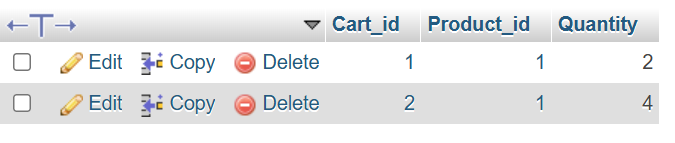 Cart_id Product_id Quantity
Edit Copy Delete 1 1 2
Edit Copy Delete 2 1 4